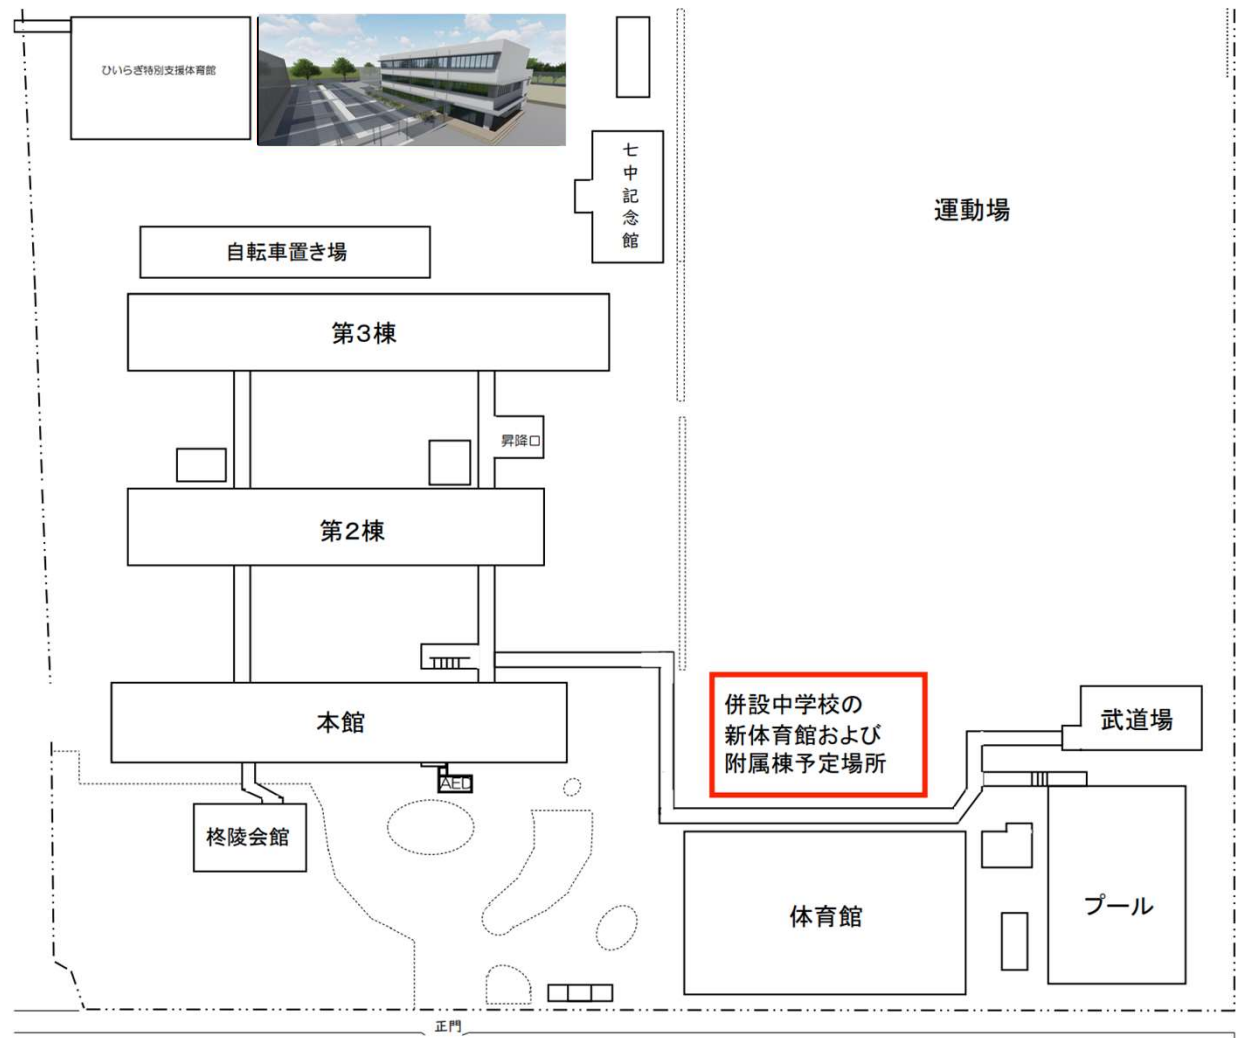 ひいらぎ特別支援体育館
七中記念館
運動場
自転車置き場
第3棟
昇降口
第2棟
併設中学校の
新体育館および
附属棟予定場所
武道場
本館
AED
柊陵会館
体育館
プール
正門